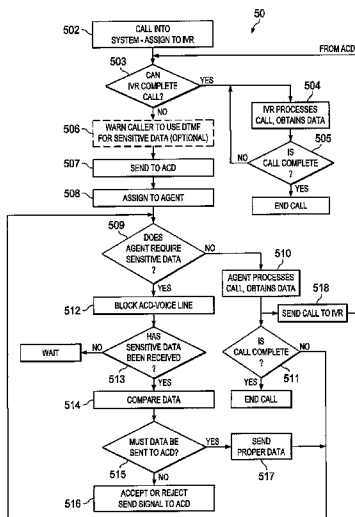 50
502
CALL INTO
SYSTEM - ASSIGN TO IVR
FROM ACD
503
CAN
IVR COMPLETE
CALL?
YES
NO
504
IVR PROCESSES
CALL, OBTAINS DATA
505
IS
CALL COMPLETE
?
NO
YES
END CALL
506
WARN CALLER TO USE DTMF
FOR SENSITIVE DATA (OPTIONAL)
507
SEND TO ACD
508
ASSIGN TO AGENT
509
DOES
AGENT REQUIRE
SENSITIVE DATA
?
NO
YES
510
AGENT PROCESSES
CALL, OBTAINS DATA
518
SEND CALL TO IVR
512
BLOCK ACD-VOICE LINE
IS
CALL COMPLETE
?
511
NO
YES
END CALL
HAS
SENSITIVE DATA
BEEN RECEIVED
?
513
NO
WAIT
YES
514
COMPARE DATA
MUST DATA BE
SENT TO ACD?
515
YES
SEND
PROPER DATA
517
NO
ACCEPT OR REJECT
SEND SIGNAL TO ACD
516